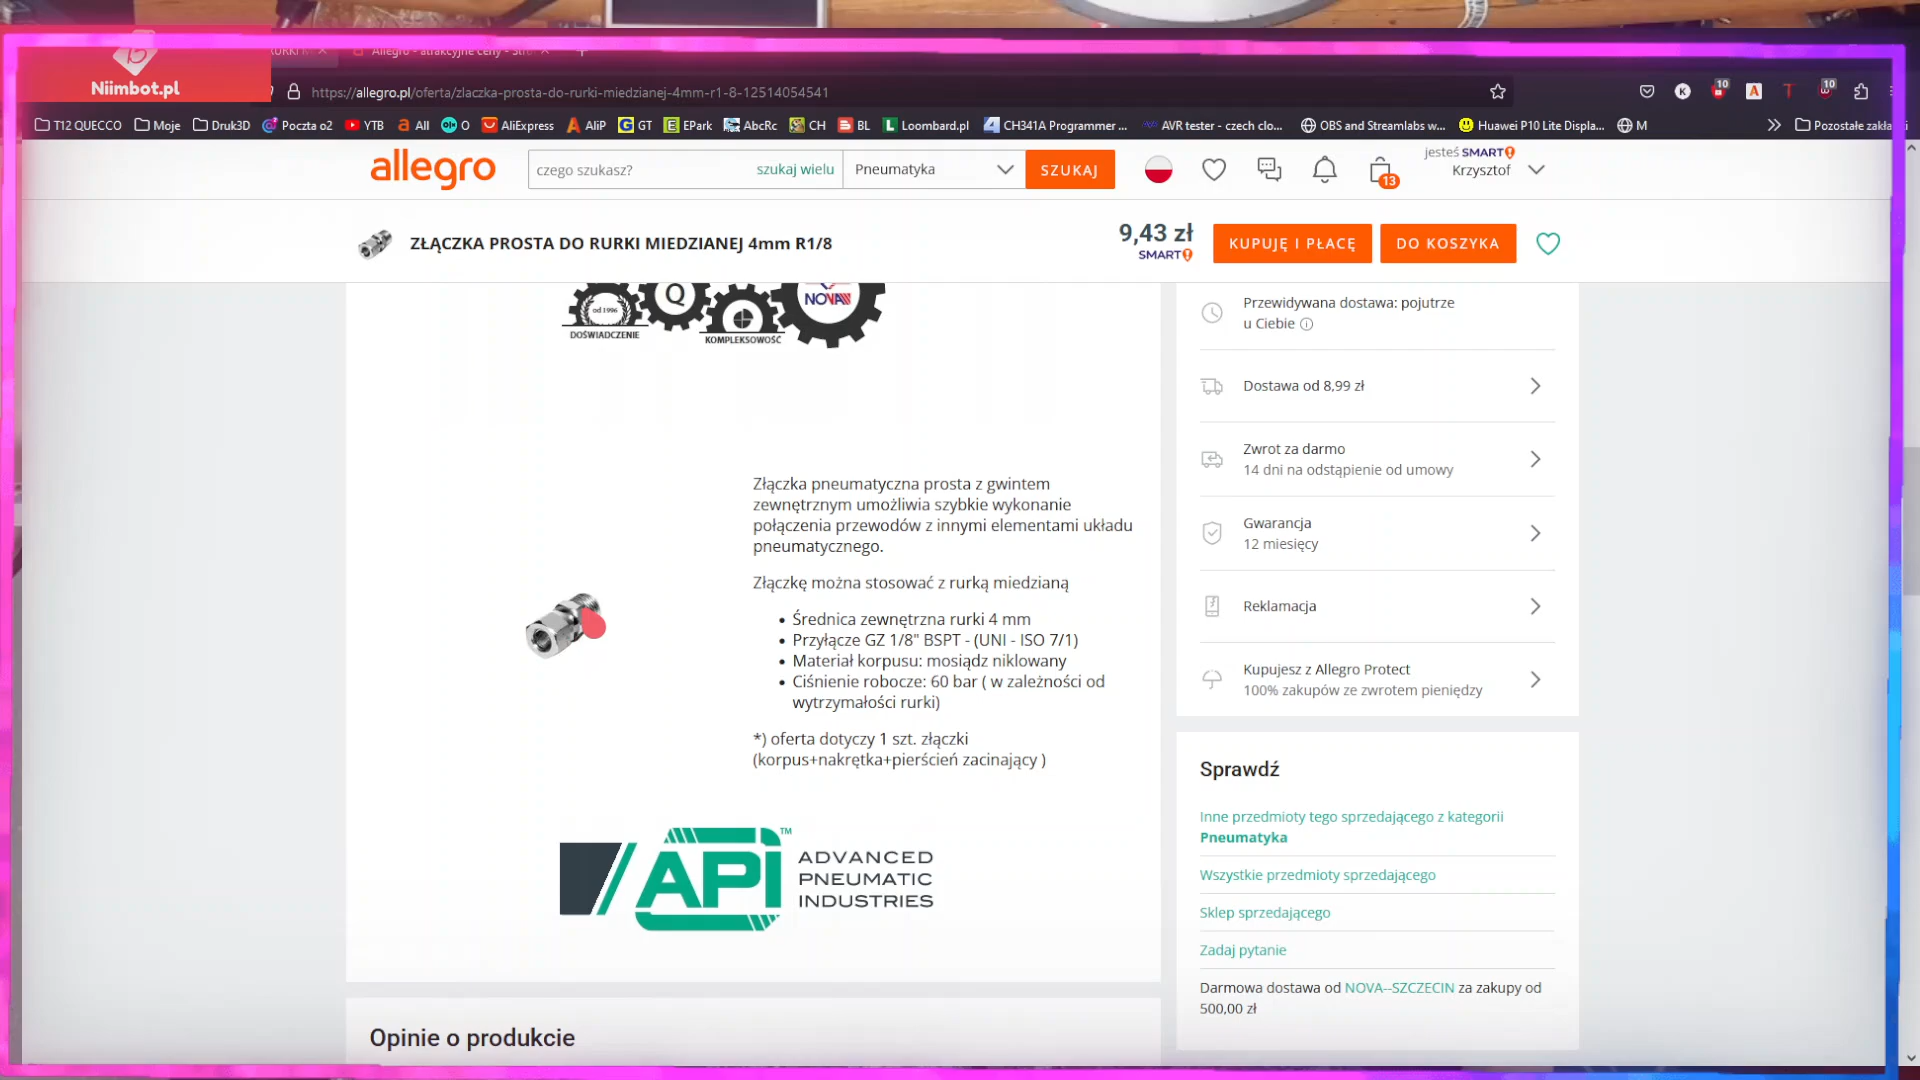 Niimbot.pl
Allegro - atrakcyjne ceny - Str
https://allegro.pl/oferta/zlaczka-prosta-do-rurki-miedzianej-4mm-r1-8-12514054541
10
K
A
T
10
T12 QUECCO
Moje
Druk3D
Poczta o2
YTB
All
O
AliExpress
AliP
GT
EPark
AbcRc
CH
BL
Loombard.pl
CH341A Programmer ...
AVR tester - czech clo...
OBS and Streamlabs w...
Huawei P10 Lite Displa...
M
allegro
czego szukasz?
szukaj wielu
Pneumatyka
SZUKAJ
13
jesteś SMART!
Krzysztof
ZŁĄCZKA PROSTA DO RURKI MIEDZIANEJ 4mm R1/8
9,43 zł
SMART!
KUPUJĘ I PŁACĘ
DO KOSZYKA
od 1996
Q
NOVA
DOŚWIADCZENIE
KOMPLEKSOWOŚĆ
Złączka pneumatyczna prosta z gwintem
zewnętrznym umożliwia szybkie wykonanie
połączenia przewodów z innymi elementami układu
pneumatycznego.
Złączkę można stosować z rurką miedzianą
Średnica zewnętrzna rurki 4 mm
Przyłącze GZ 1/8" BSPT - (UNI - ISO 7/1)
Materiał korpusu: mosiądz niklowany
Ciśnienie robocze: 60 bar ( w zależności od
wytrzymałości rurki)
*) oferta dotyczy 1 szt. złączki
(korpus+nakrętka+pierścień zacinający )
API™
ADVANCED
PNEUMATIC
INDUSTRIES
Opinie o produkcie
Przewidywana dostawa: pojutrze
u Ciebie
Dostawa od 8,99 zł
Zwrot za darmo
14 dni na odstąpienie od umowy
Gwarancja
12 miesięcy
Reklamacja
Kupujesz z Allegro Protect
100% zakupów ze zwrotem pieniędzy
Sprawdź
Inne przedmioty tego sprzedającego z kategorii
Pneumatyka
Wszystkie przedmioty sprzedającego
Sklep sprzedającego
Zadaj pytanie
Darmowa dostawa od NOVA--SZCZECIN za zakupy od
500,00 zł